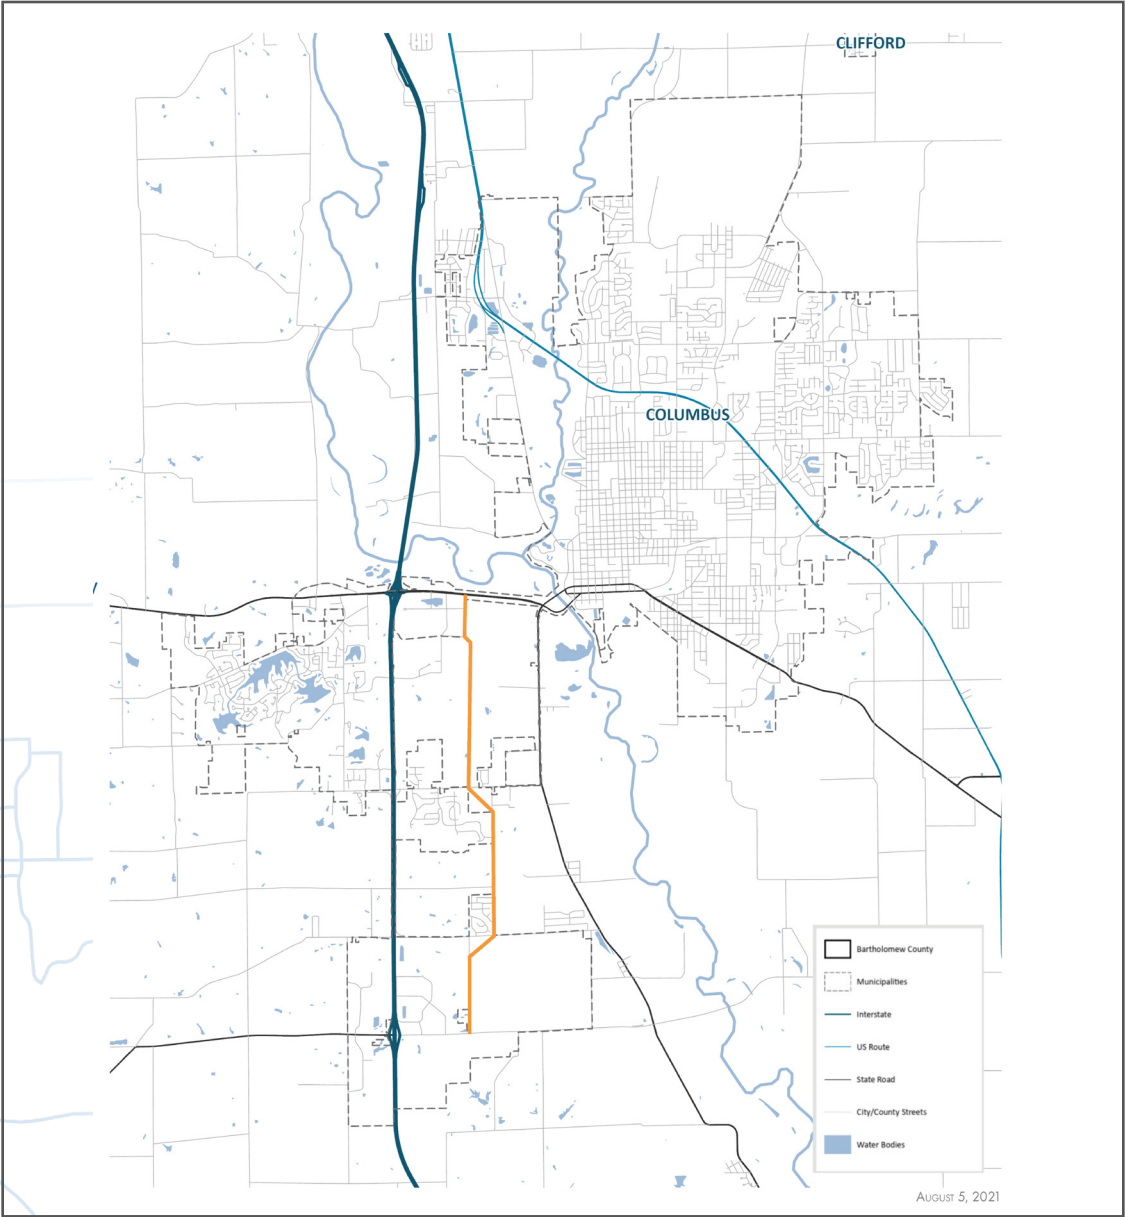 CLIFFORD
COLUMBUS
Bartholomew County
Municipalities
Interstate
US Route
State Road
City/County Streets
Water Bodies
August 5, 2021